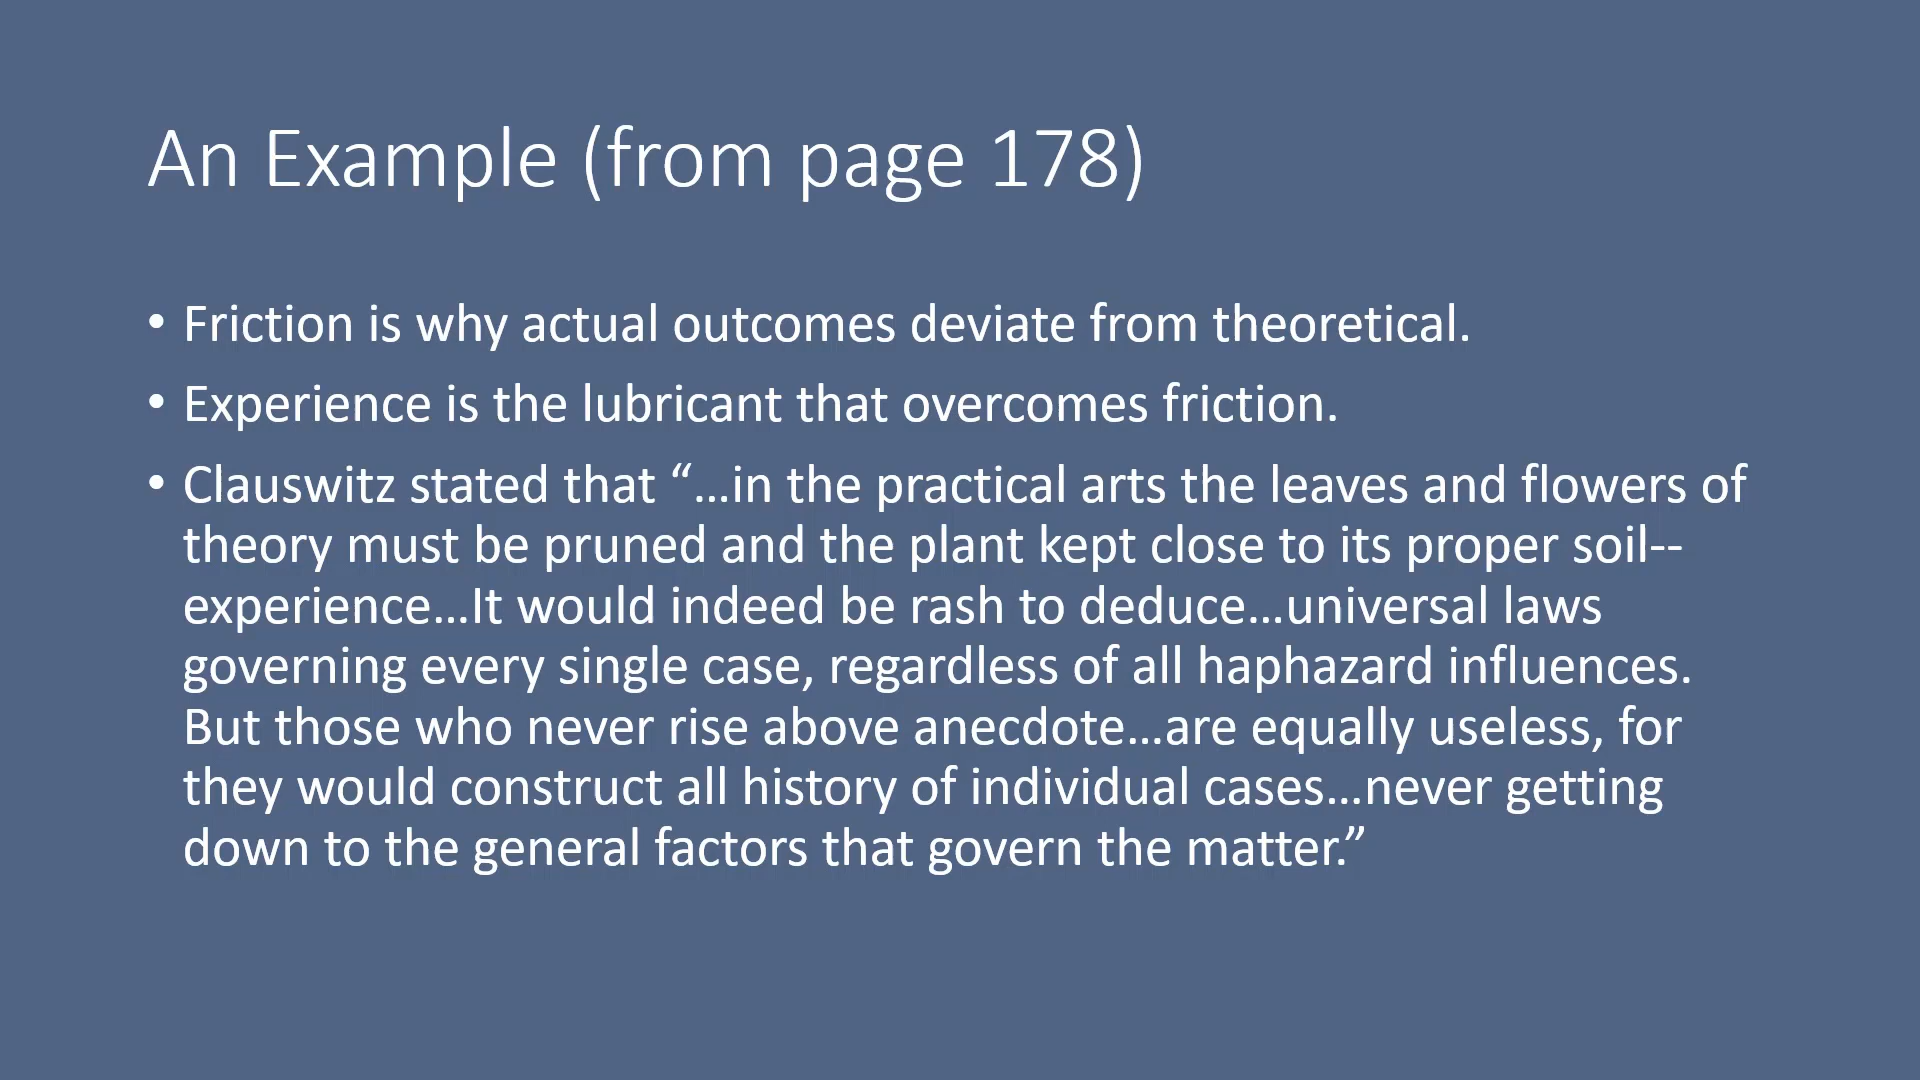 An Example (from page 178)
• Friction is why actual outcomes deviate from theoretical.
• Experience is the lubricant that overcomes friction.
• Clauswitz stated that “…in the practical arts the leaves and flowers of
theory must be pruned and the plant kept close to its proper soil--
experience…It would indeed be rash to deduce…universal laws
governing every single case, regardless of all haphazard influences.
But those who never rise above anecdote…are equally useless, for
they would construct all history of individual cases…never getting
down to the general factors that govern the matter.”